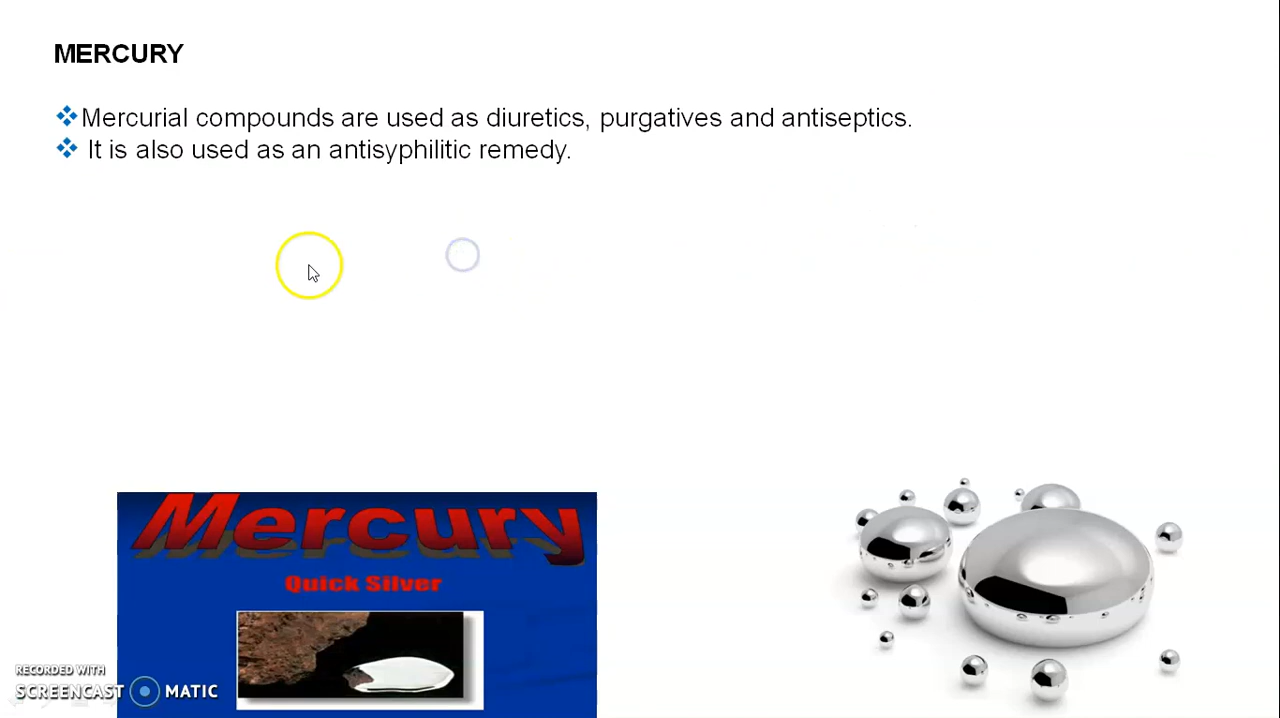 MERCURY
Mercurial compounds are used as diuretics, purgatives and antiseptics.
It is also used as an antisyphilitic remedy.
Mercury
Quick Silver
RECORDED WITH
SCREENCAST MATIC